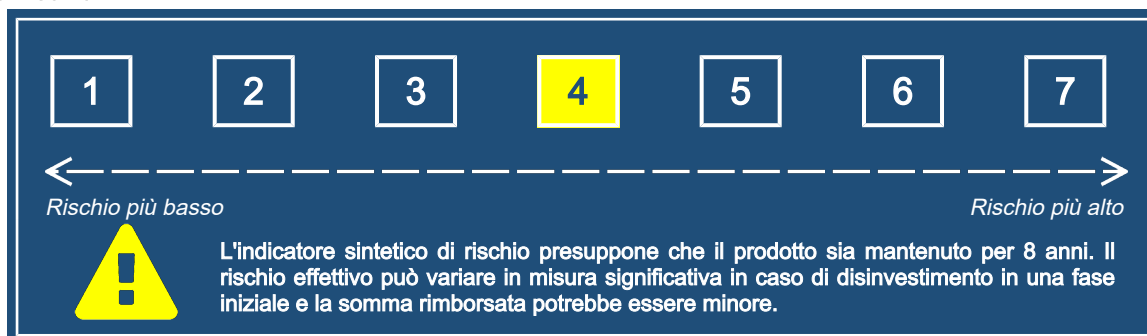 1 2 3 4 5 6 7
Rischio più basso Rischio più alto
L'indicatore sintetico di rischio presuppone che il prodotto sia mantenuto per 8 anni. Il
rischio effettivo può variare in misura significativa in caso di disinvestimento in una fase
iniziale e la somma rimborsata potrebbe essere minore.